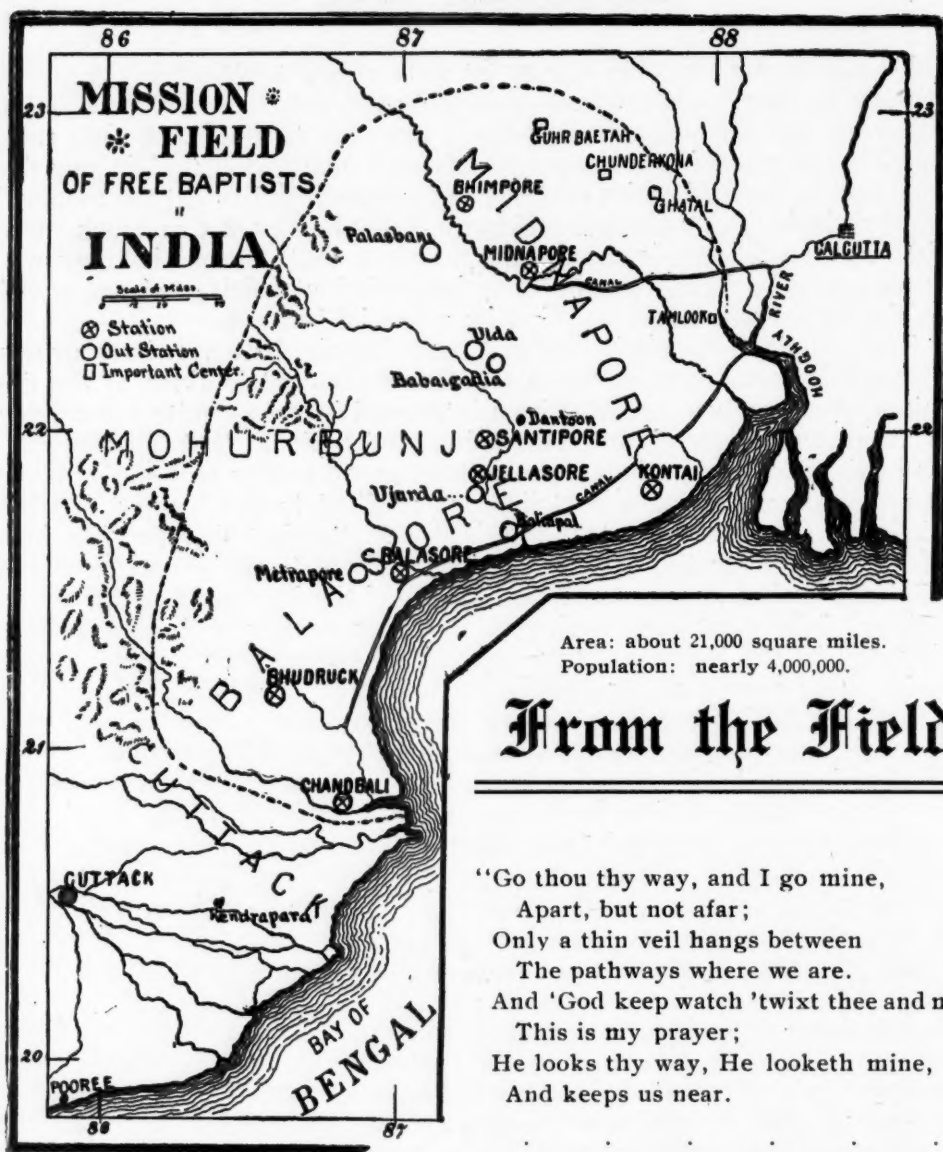 86 87 88
23 23
MISSION
FIELD
OF FREE BAPTISTS
INDIA
Scale of Miles.
Station
Out Station
Important Center.
GUHR BAETAH
CHUNDERKONA
GHATAL
BHIMPORE
Palasbani
MIDNAPORE
MIDNAPORE
CANAL
CALCUTTA
TAMLOOK
HOOGHLY RIVER
Vida
Babaigadia
Dantoon
22 22
MOHURBUNJ
SANTIPORE
JELLASORE
KONTAI
Ujarda
CANAL
BALASORE
BALASORE
Metrapore
BHUDRUCK
21
CHANDBALI
CUTTACK
CUTTACK
Kendrapara
20
BAY OF
BENGAL
POOREE
87
Area: about 21,000 square miles.
Population: nearly 4,000,000.
From the Field
"Go thou thy way, and I go mine,
Apart, but not afar;
Only a thin veil hangs between
The pathways where we are.
And 'God keep watch 'twixt thee and
This is my prayer;
He looks thy way, He looketh mine,
And keeps us near.